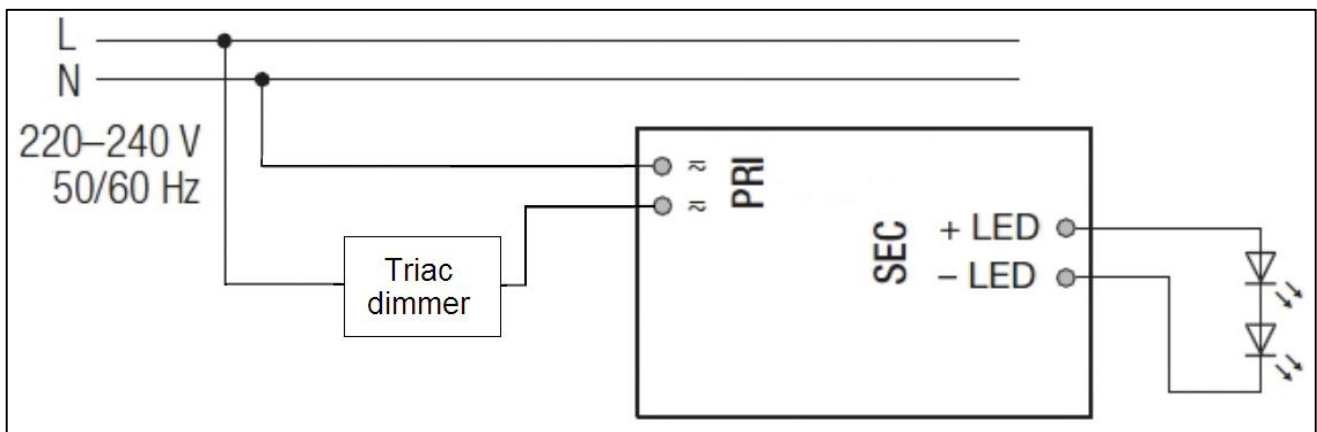 L
N
220–240 V
50/60 Hz
Triac
dimmer
≈
≈
PRI
SEC
+ LED
– LED